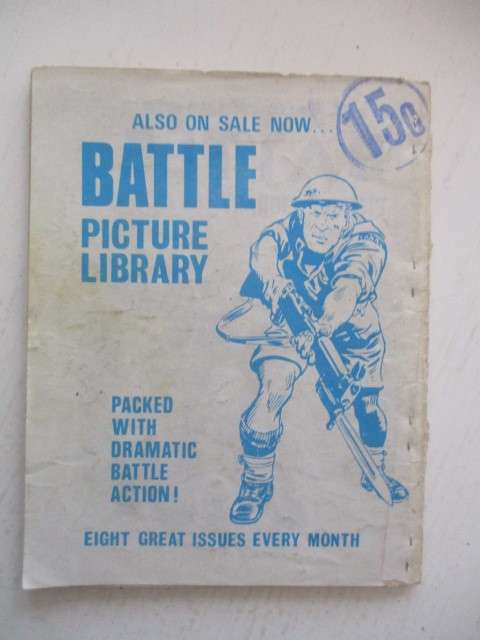 ALSO ON SALE NOW...
15c
BATTLE
PICTURE
LIBRARY
PACKED
WITH
DRAMATIC
BATTLE
ACTION!
EIGHT GREAT ISSUES EVERY MONTH